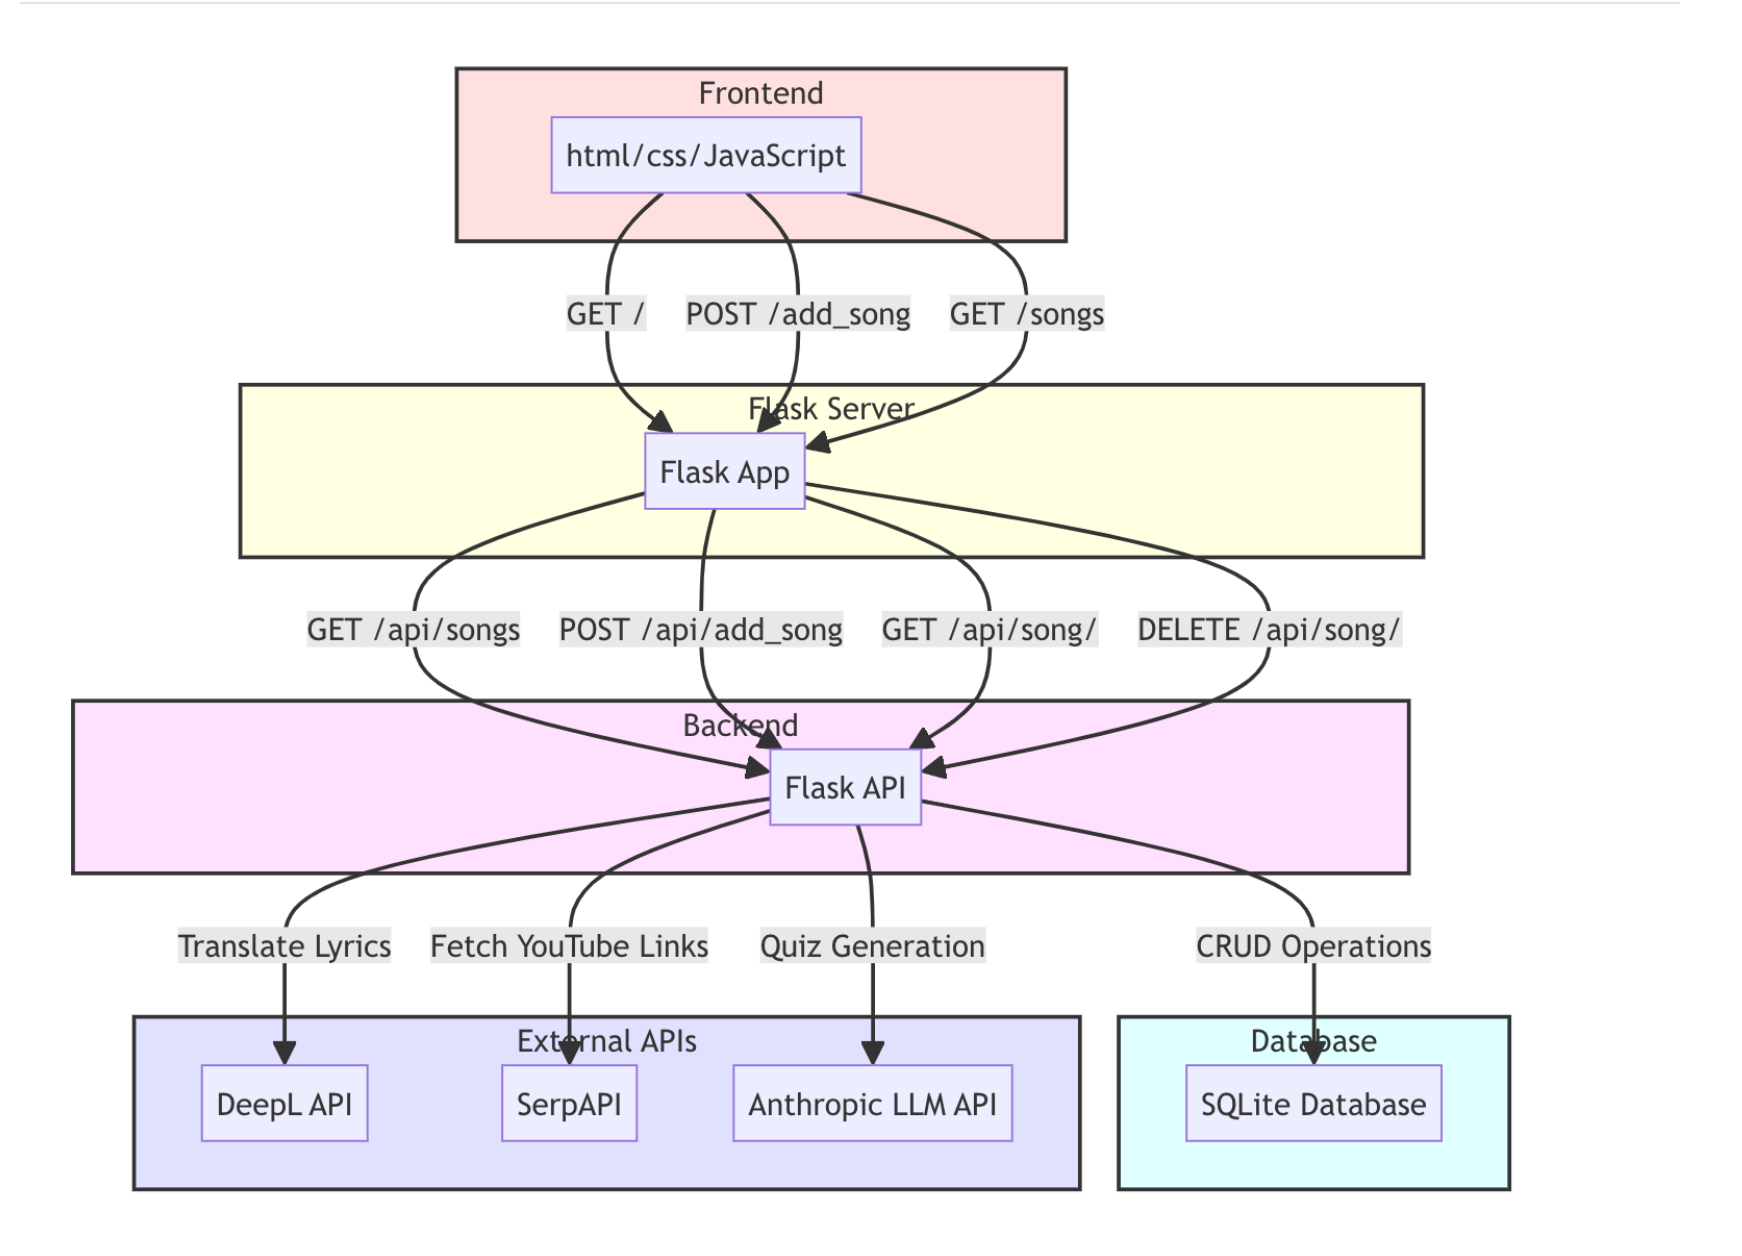 Frontend
html/css/JavaScript
GET /
POST /add_song
GET /songs
Flask Server
Flask App
GET /api/songs
POST /api/add_song
GET /api/song/
DELETE /api/song/
Backend
Flask API
Translate Lyrics
Fetch YouTube Links
Quiz Generation
CRUD Operations
External APIs
Database
DeepL API
SerpAPI
Anthropic LLM API
SQLite Database